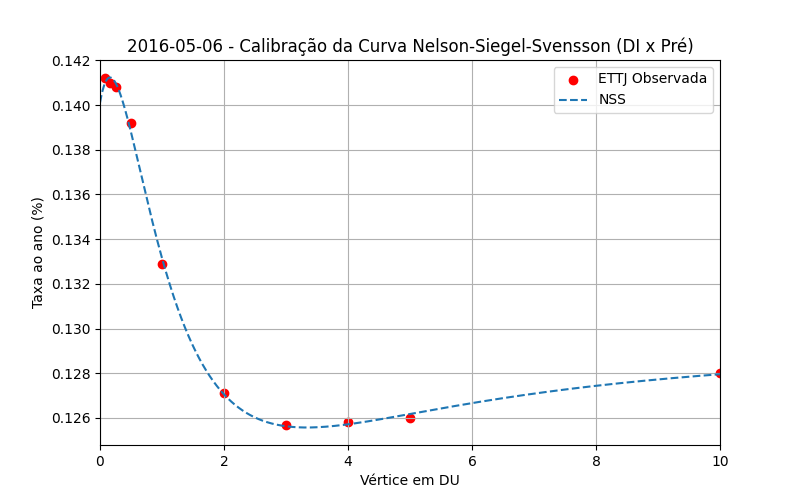 2016-05-06 - Calibração da Curva Nelson-Siegel-Svensson (DI x Pré)
ETTJ Observada
NSS
Taxa ao ano (%)
0.142
0.140
0.138
0.136
0.134
0.132
0.130
0.128
0.126
0 2 4 6 8 10
Vértice em DU